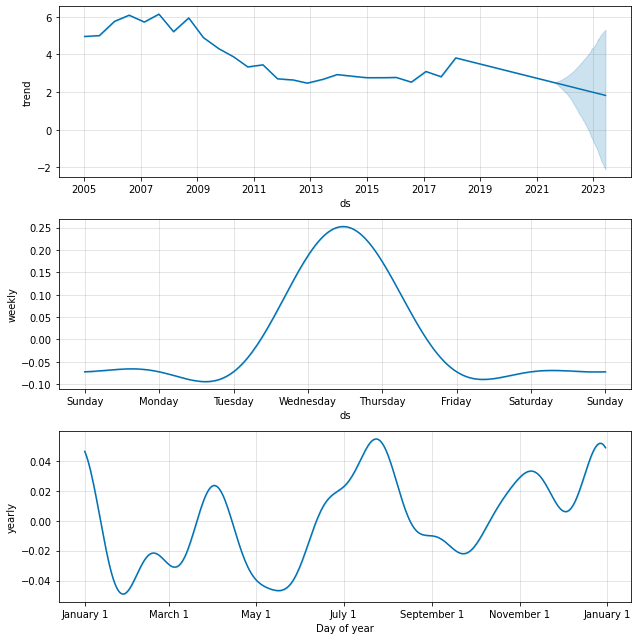 6
4
2
0
−2
trend
2005 2007 2009 2011 2013 2015 2017 2019 2021 2023
ds
0.25
0.20
0.15
0.10
0.05
0.00
−0.05
−0.10
weekly
Sunday Monday Tuesday Wednesday Thursday Friday Saturday Sunday
ds
0.04
0.02
0.00
−0.02
−0.04
yearly
January 1 March 1 May 1 July 1 September 1 November 1 January 1
Day of year